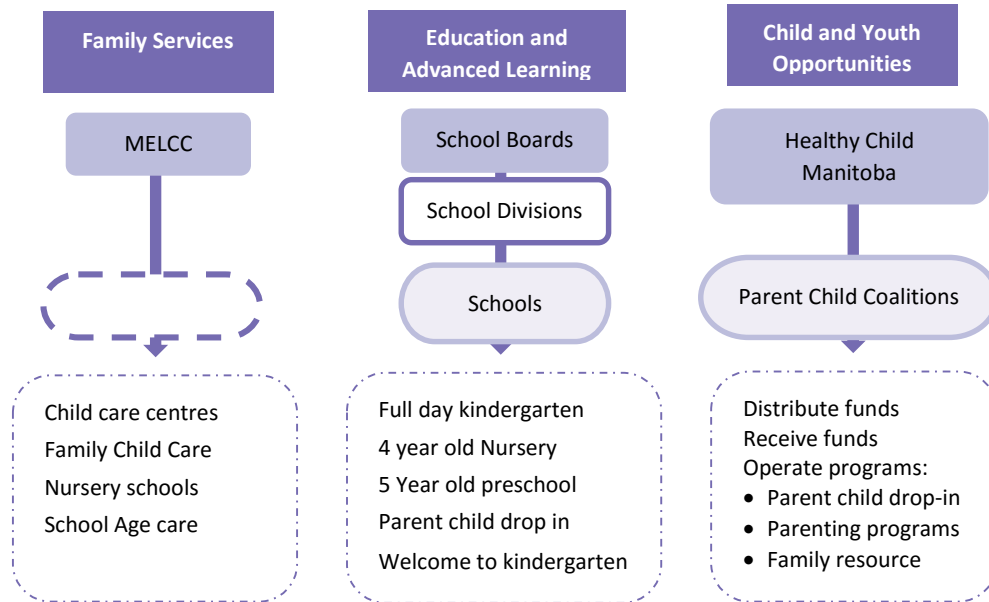 Family Services
MELCC
Child care centres
Family Child Care
Nursery schools
School Age care
Education and
Advanced Learning
School Boards
School Divisions
Schools
Full day kindergarten
4 year old Nursery
5 Year old preschool
Parent child drop in
Welcome to kindergarten
Child and Youth
Opportunities
Healthy Child
Manitoba
Parent Child Coalitions
Distribute funds
Receive funds
Operate programs:
• Parent child drop-in
• Parenting programs
• Family resource